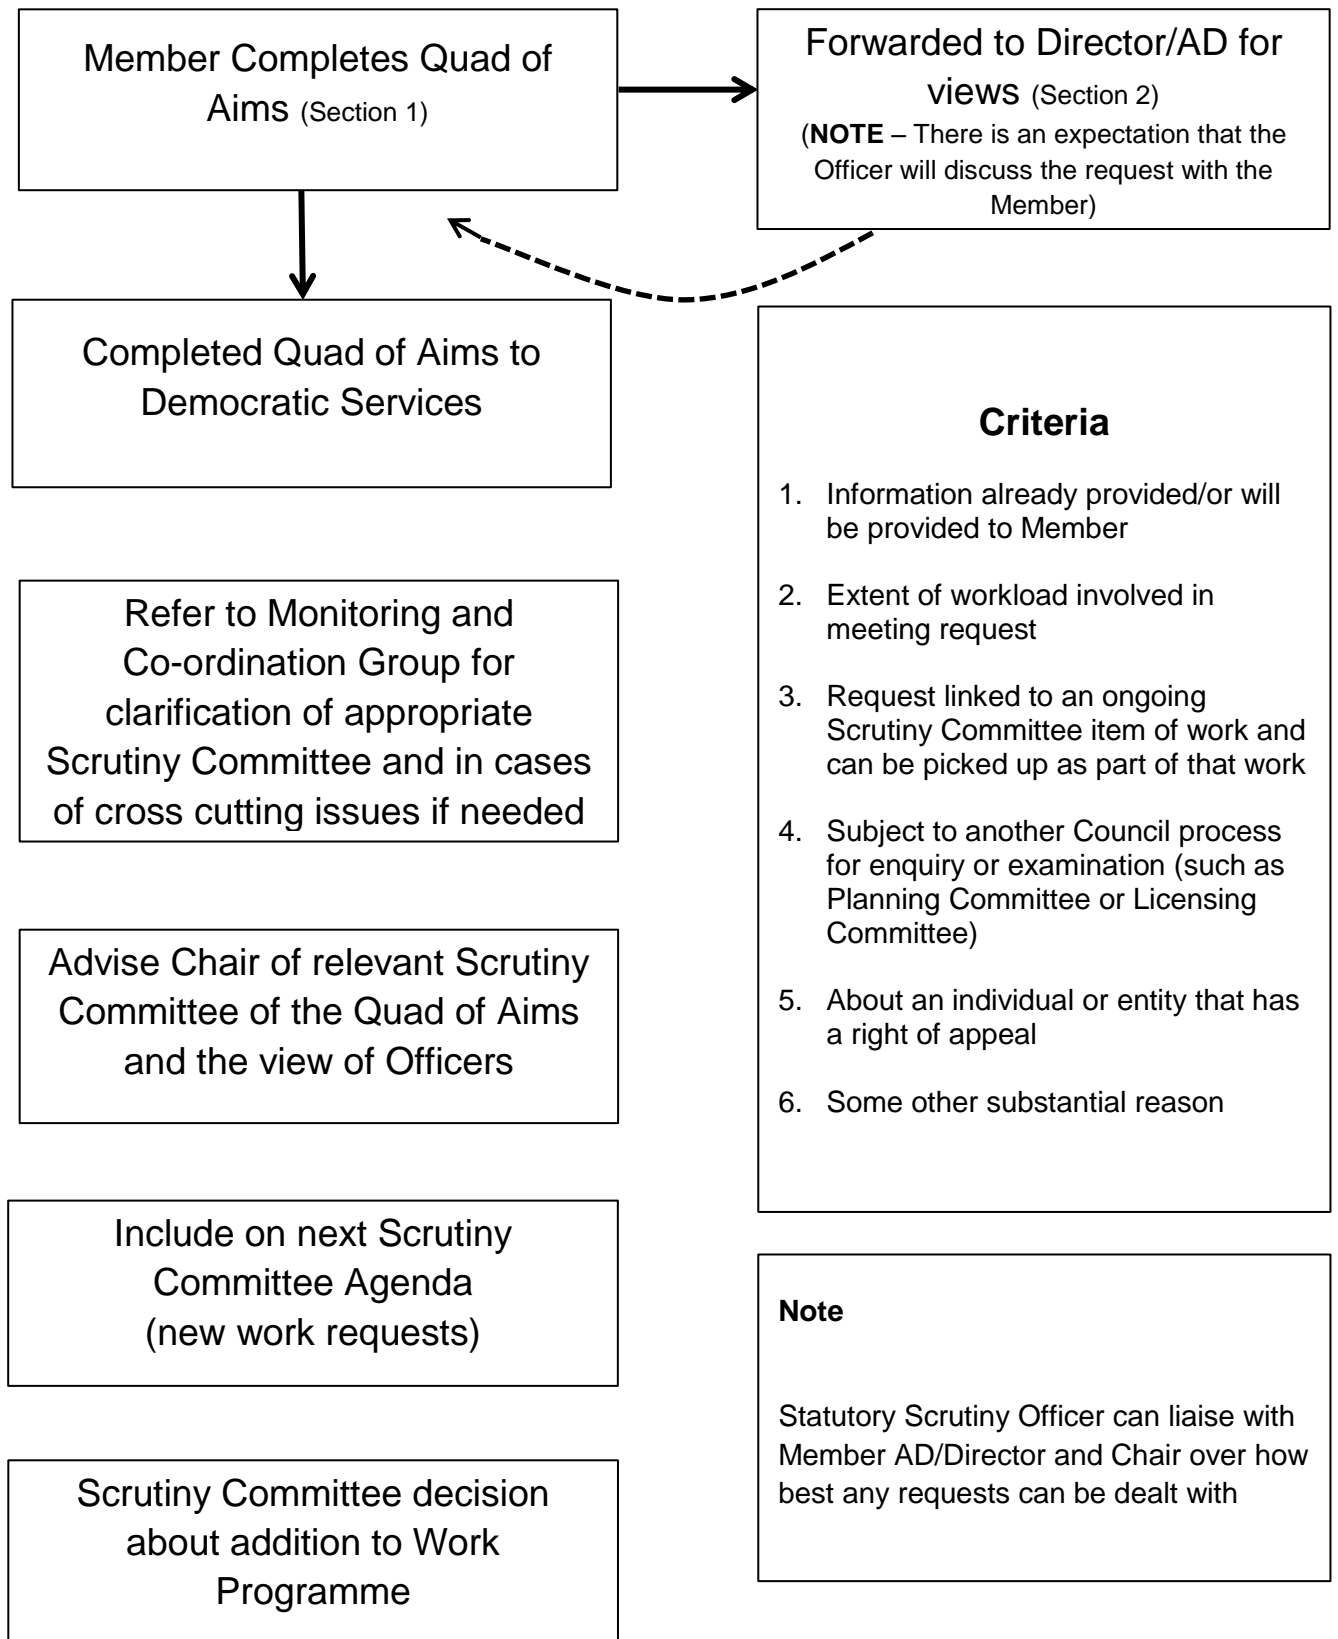 Member Completes Quad of
Aims (Section 1)
Forwarded to Director/AD for
views (Section 2)
(NOTE – There is an expectation that the
Officer will discuss the request with the
Member)
Completed Quad of Aims to
Democratic Services
Refer to Monitoring and
Co-ordination Group for
clarification of appropriate
Scrutiny Committee and in cases
of cross cutting issues if needed
Advise Chair of relevant Scrutiny
Committee of the Quad of Aims
and the view of Officers
Include on next Scrutiny
Committee Agenda
(new work requests)
Scrutiny Committee decision
about addition to Work
Programme
Criteria
1. Information already provided/or will
be provided to Member
2. Extent of workload involved in
meeting request
3. Request linked to an ongoing
Scrutiny Committee item of work and
can be picked up as part of that work
4. Subject to another Council process
for enquiry or examination (such as
Planning Committee or Licensing
Committee)
5. About an individual or entity that has
a right of appeal
6. Some other substantial reason
Note
Statutory Scrutiny Officer can liaise with
Member AD/Director and Chair over how
best any requests can be dealt with